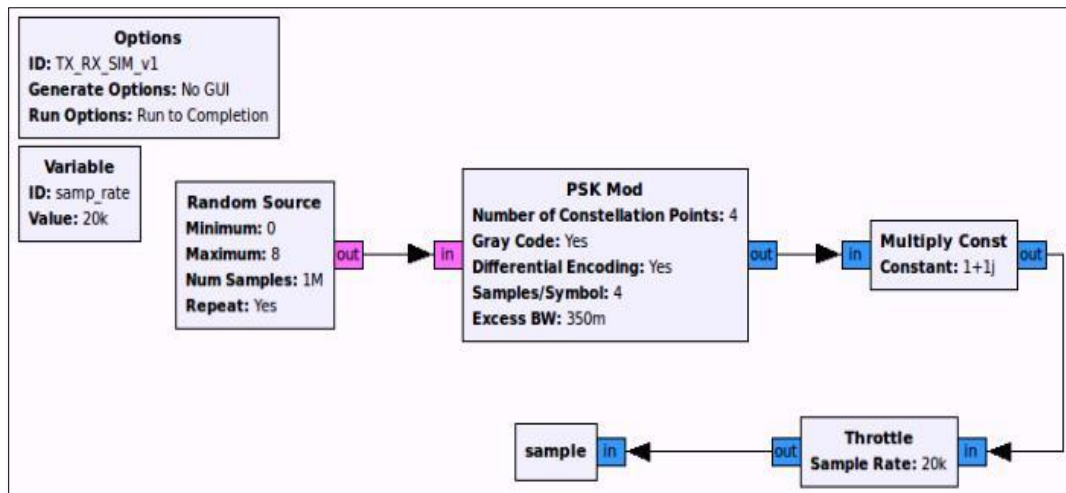 Options
ID: TX_RX_SIM_v1
Generate Options: No GUI
Run Options: Run to Completion
Variable
ID: samp_rate
Value: 20k
Random Source
Minimum: 0
Maximum: 8
Num Samples: 1M
Repeat: Yes
out
in
PSK Mod
Number of Constellation Points: 4
Gray Code: Yes
Differential Encoding: Yes
Samples/Symbol: 4
Excess BW: 350m
out
in
Multiply Const
Constant: 1+1j
out
sample
in
out
Throttle
Sample Rate: 20k
in